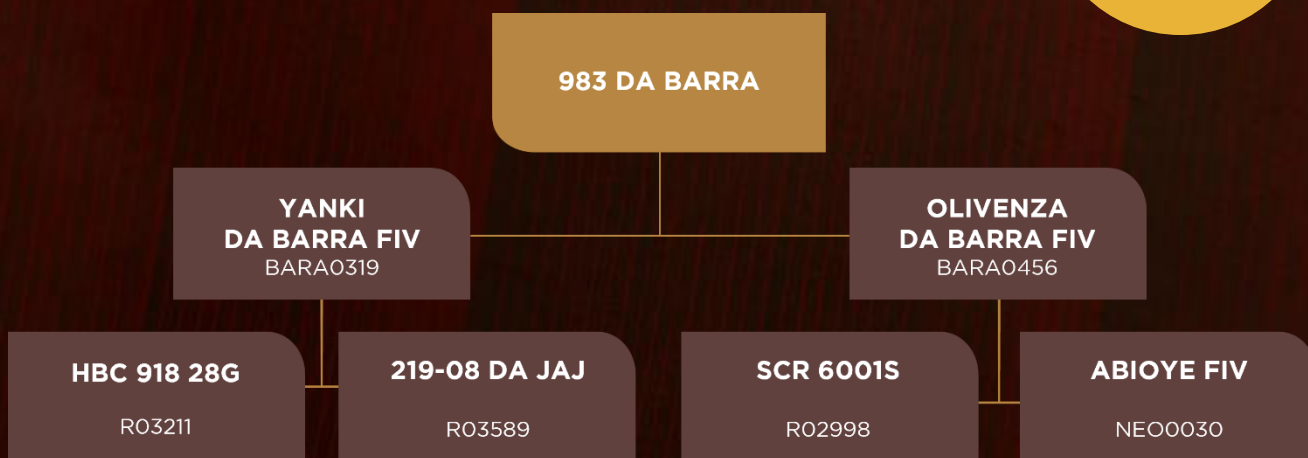 983 DA BARRA
YANKI
DA BARRA FIV
BARA0319
OLIVENZA
DA BARRA FIV
BARA0456
HBC 918 28G
R03211
219-08 DA JAJ
R03589
SCR 6001S
R02998
ABIOYE FIV
NEO0030